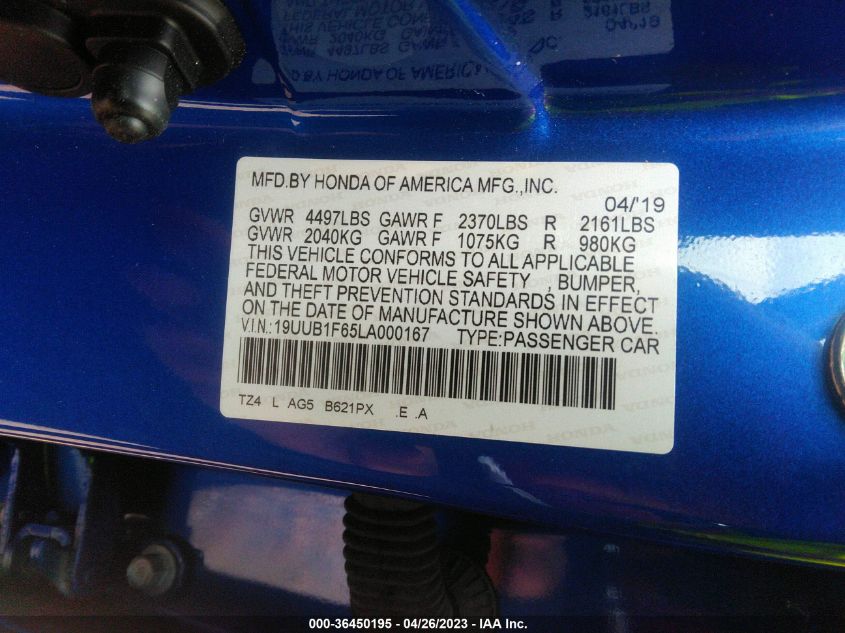 MFD.BY HONDA OF AMERICA MFG.,INC.
04/'19
GVWR 4497LBS GAWR F 2370LBS R 2161LBS
GVWR 2040KG GAWR F 1075KG R 980KG
THIS VEHICLE CONFORMS TO ALL APPLICABLE
FEDERAL MOTOR VEHICLE SAFETY , BUMPER,
AND THEFT PREVENTION STANDARDS IN EFFECT
ON THE DATE OF MANUFACTURE SHOWN ABOVE.
V.I.N.: 19UUB1F65LA000167 TYPE:PASSENGER CAR
TZ4 L AG5 B621PX .E .A
000-36450195 - 04/26/2023 - IAA Inc.